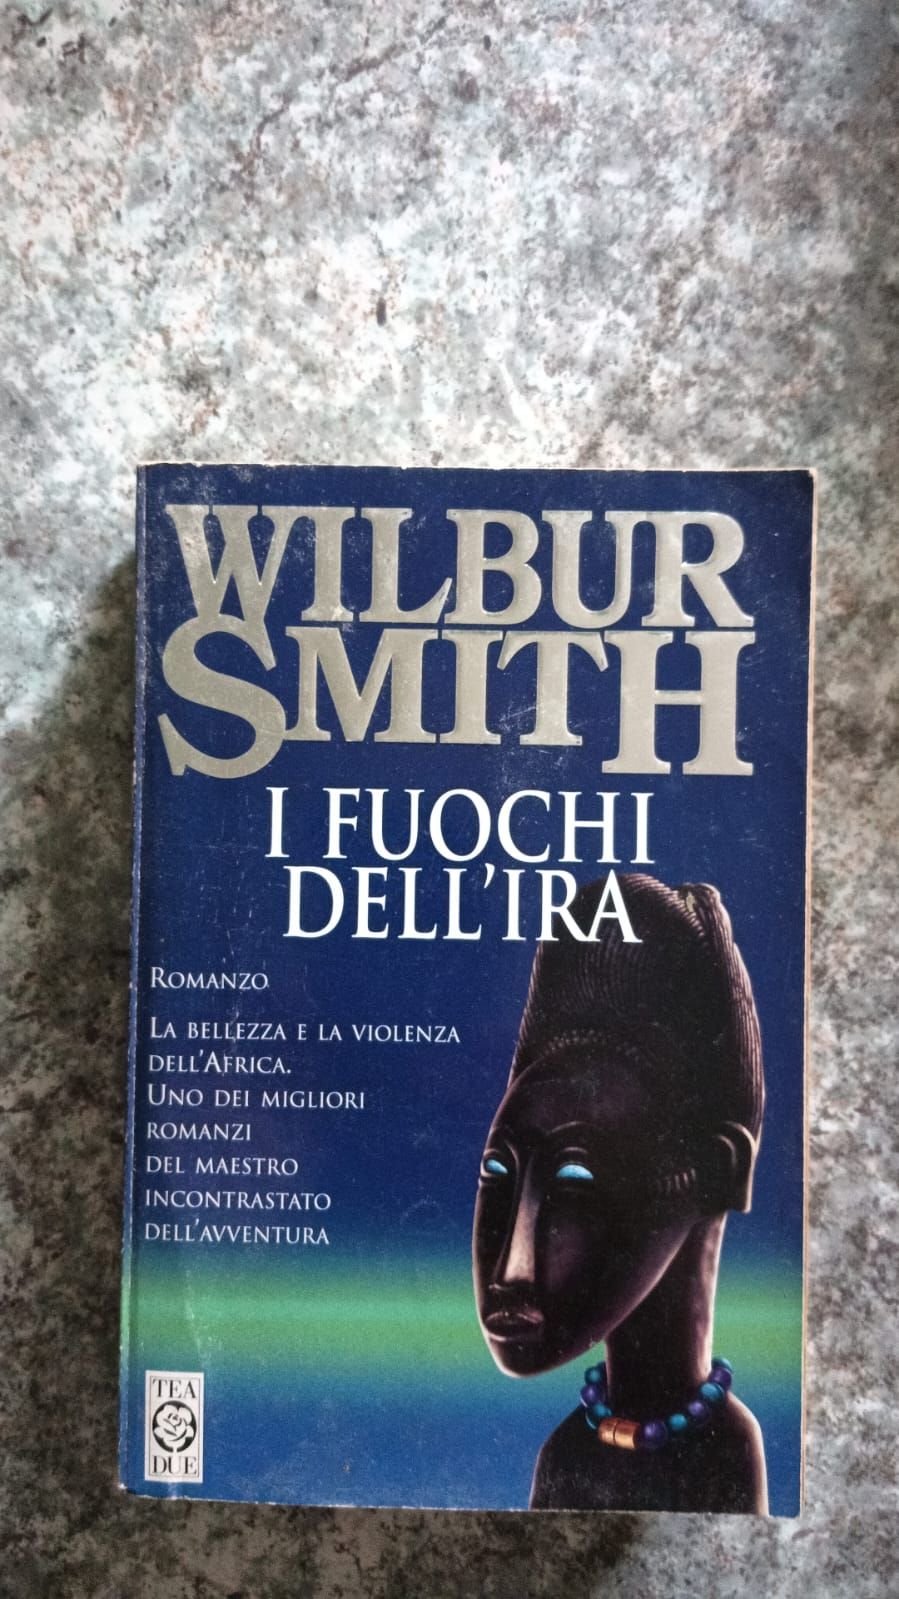 WILBUR
SMITH
I FUOCHI
DELL'IRA
ROMANZO
LA BELLEZZA E LA VIOLENZA
DELL'AFRICA.
UNO DEI MIGLIORI
ROMANZI
DEL MAESTRO
INCONTRASTATO
DELL'AVVENTURA
TEA
DUE